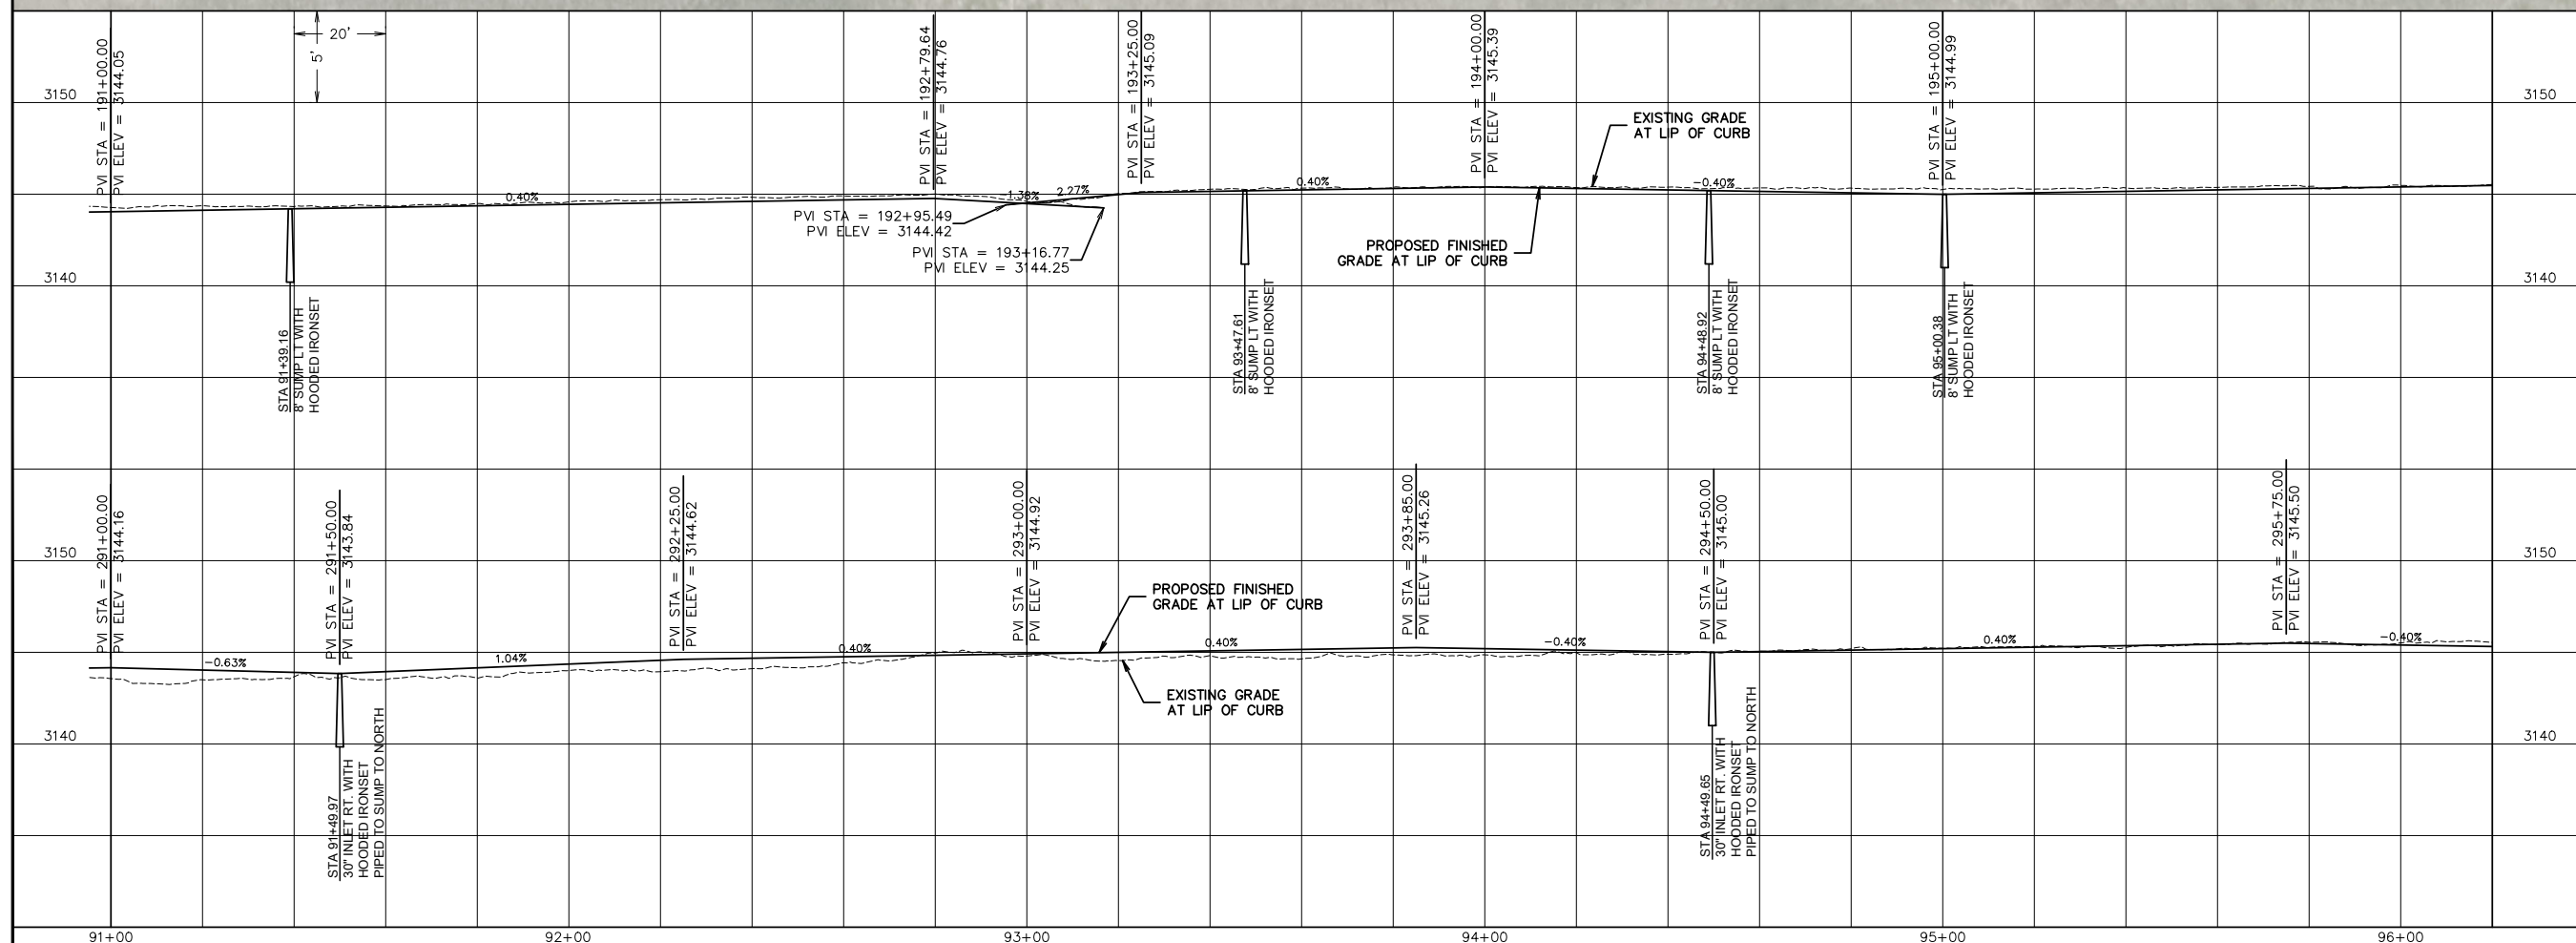 20'
5'
PVI STA = 191+00.00
PVI ELEV = 3144.05
PVI STA = 192+79.64
PVI ELEV = 3144.76
PVI STA = 193+25.00
PVI ELEV = 3145.09
PVI STA = 194+00.00
PVI ELEV = 3145.39
PVI STA = 195+00.00
PVI ELEV = 3144.99
3150
3150
EXISTING GRADE
AT LIP OF CURB
0.40%
-1.38%
2.27%
0.40%
-0.40%
PVI STA = 192+95.49
PVI ELEV = 3144.42
PVI STA = 193+16.77
PVI ELEV = 3144.25
PROPOSED FINISHED
GRADE AT LIP OF CURB
3140
3140
STA 91+39.16
8' SUMP LT WITH
HOODED IRONSET
STA 93+47.61
8' SUMP LT WITH
HOODED IRONSET
STA 94+48.92
8' SUMP LT WITH
HOODED IRONSET
STA 95+00.38
8' SUMP LT WITH
HOODED IRONSET
PVI STA = 291+00.00
PVI ELEV = 3144.16
PVI STA = 291+50.00
PVI ELEV = 3143.84
PVI STA = 292+25.00
PVI ELEV = 3144.62
PVI STA = 293+00.00
PVI ELEV = 3144.92
PVI STA = 293+85.00
PVI ELEV = 3145.26
PVI STA = 294+50.00
PVI ELEV = 3145.00
PVI STA = 295+75.00
PVI ELEV = 3145.50
3150
3150
PROPOSED FINISHED
GRADE AT LIP OF CURB
-0.63%
1.04%
0.40%
0.40%
-0.40%
0.40%
-0.40%
EXISTING GRADE
AT LIP OF CURB
3140
3140
STA 91+49.97
30" INLET RT. WITH
HOODED IRONSET
PIPED TO SUMP TO NORTH
STA 94+49.65
30" INLET RT. WITH
HOODED IRONSET
PIPED TO SUMP TO NORTH
91+00
92+00
93+00
94+00
95+00
96+00